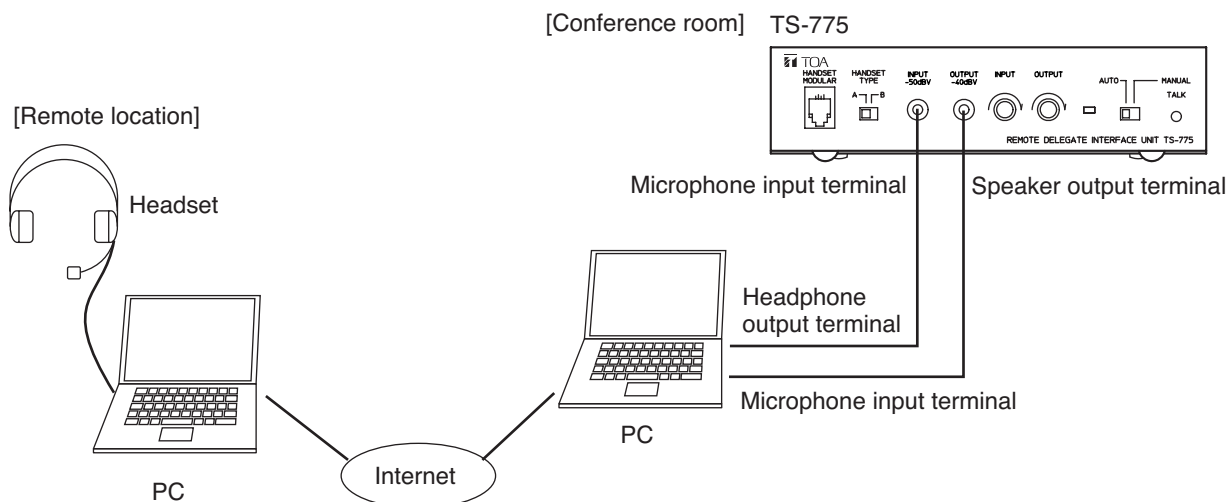 [Conference room] TS-775
TOA
HANDSET
MODULAR
HANDSET
TYPE
A B
INPUT
-50dBV
OUTPUT
-40dBV
INPUT
OUTPUT
AUTO
MANUAL
TALK
REMOTE DELEGATE INTERFACE UNIT TS-775
[Remote location]
Headset
Microphone input terminal
Speaker output terminal
Headphone
output terminal
Microphone input terminal
PC
Internet
PC